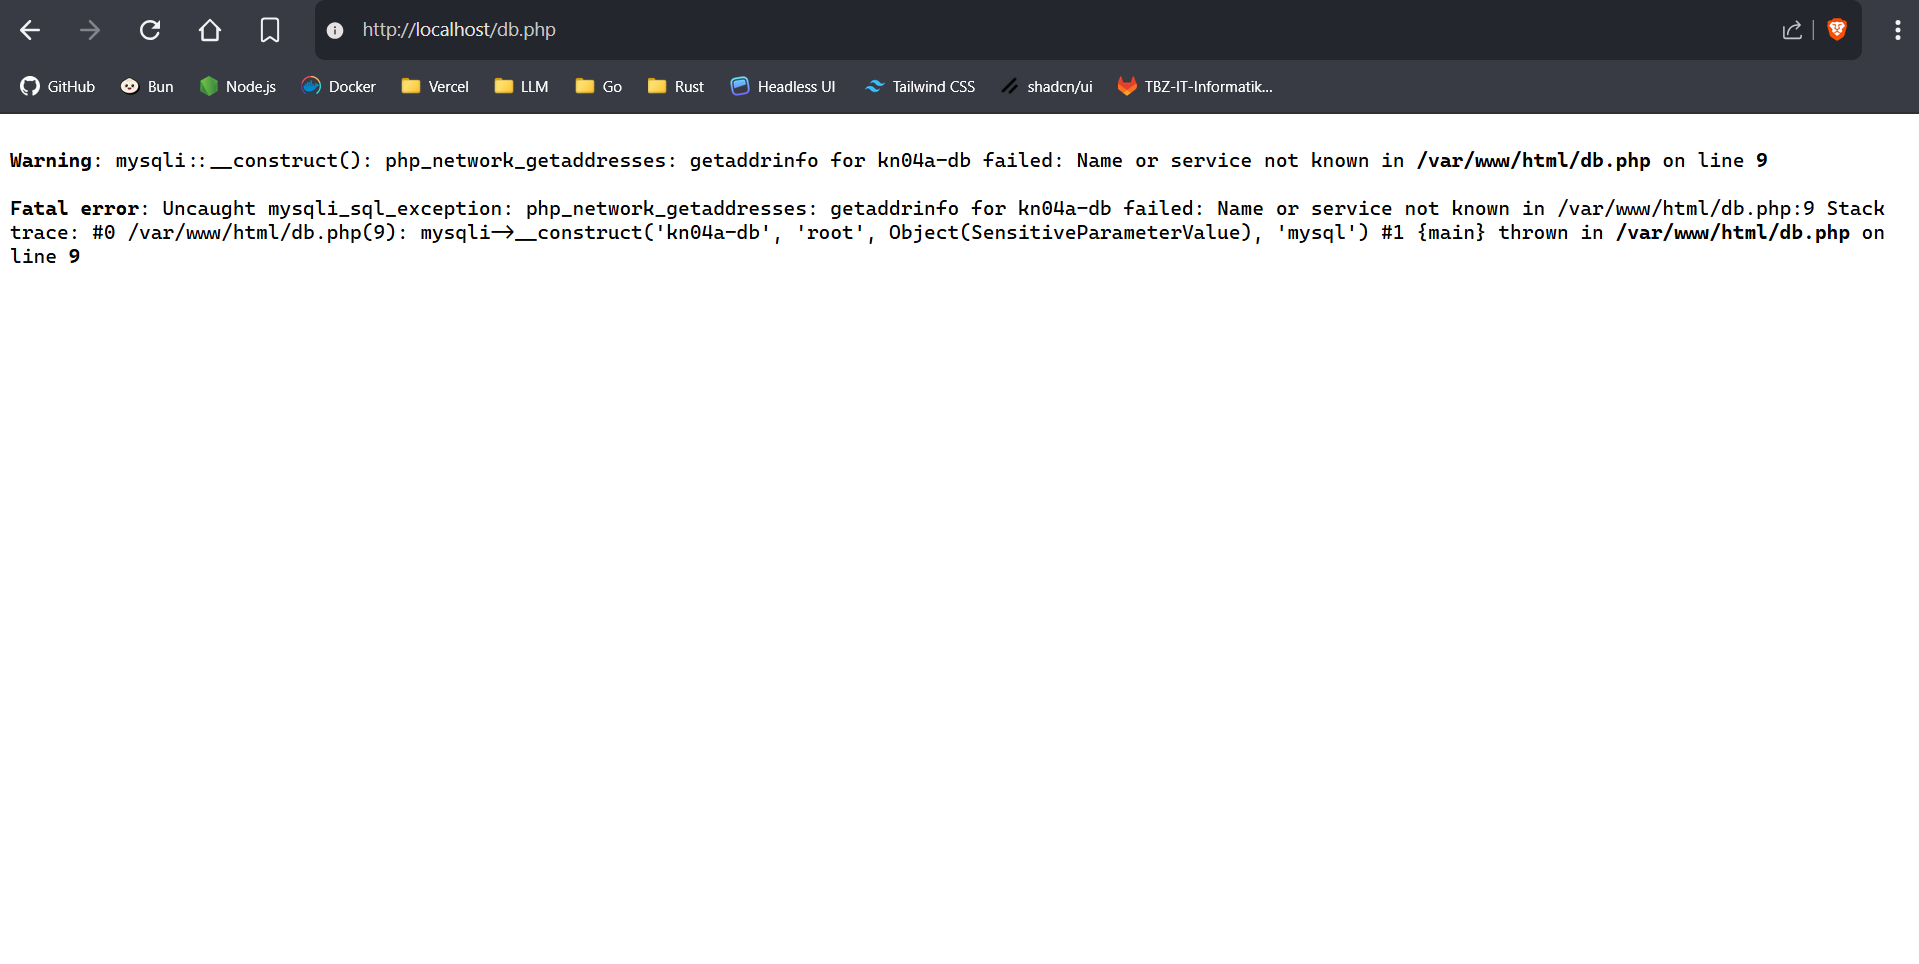 http://localhost/db.php
GitHub Bun Node.js Docker Vercel LLM Go Rust Headless UI Tailwind CSS shadcn/ui TBZ-IT-Informatik...
Warning: mysqli::__construct(): php_network_getaddresses: getaddrinfo for kn04a-db failed: Name or service not known in /var/www/html/db.php on line 9
Fatal error: Uncaught mysqli_sql_exception: php_network_getaddresses: getaddrinfo for kn04a-db failed: Name or service not known in /var/www/html/db.php:9 Stack
trace: #0 /var/www/html/db.php(9): mysqli->__construct('kn04a-db', 'root', Object(SensitiveParameterValue), 'mysql') #1 {main} thrown in /var/www/html/db.php on
line 9